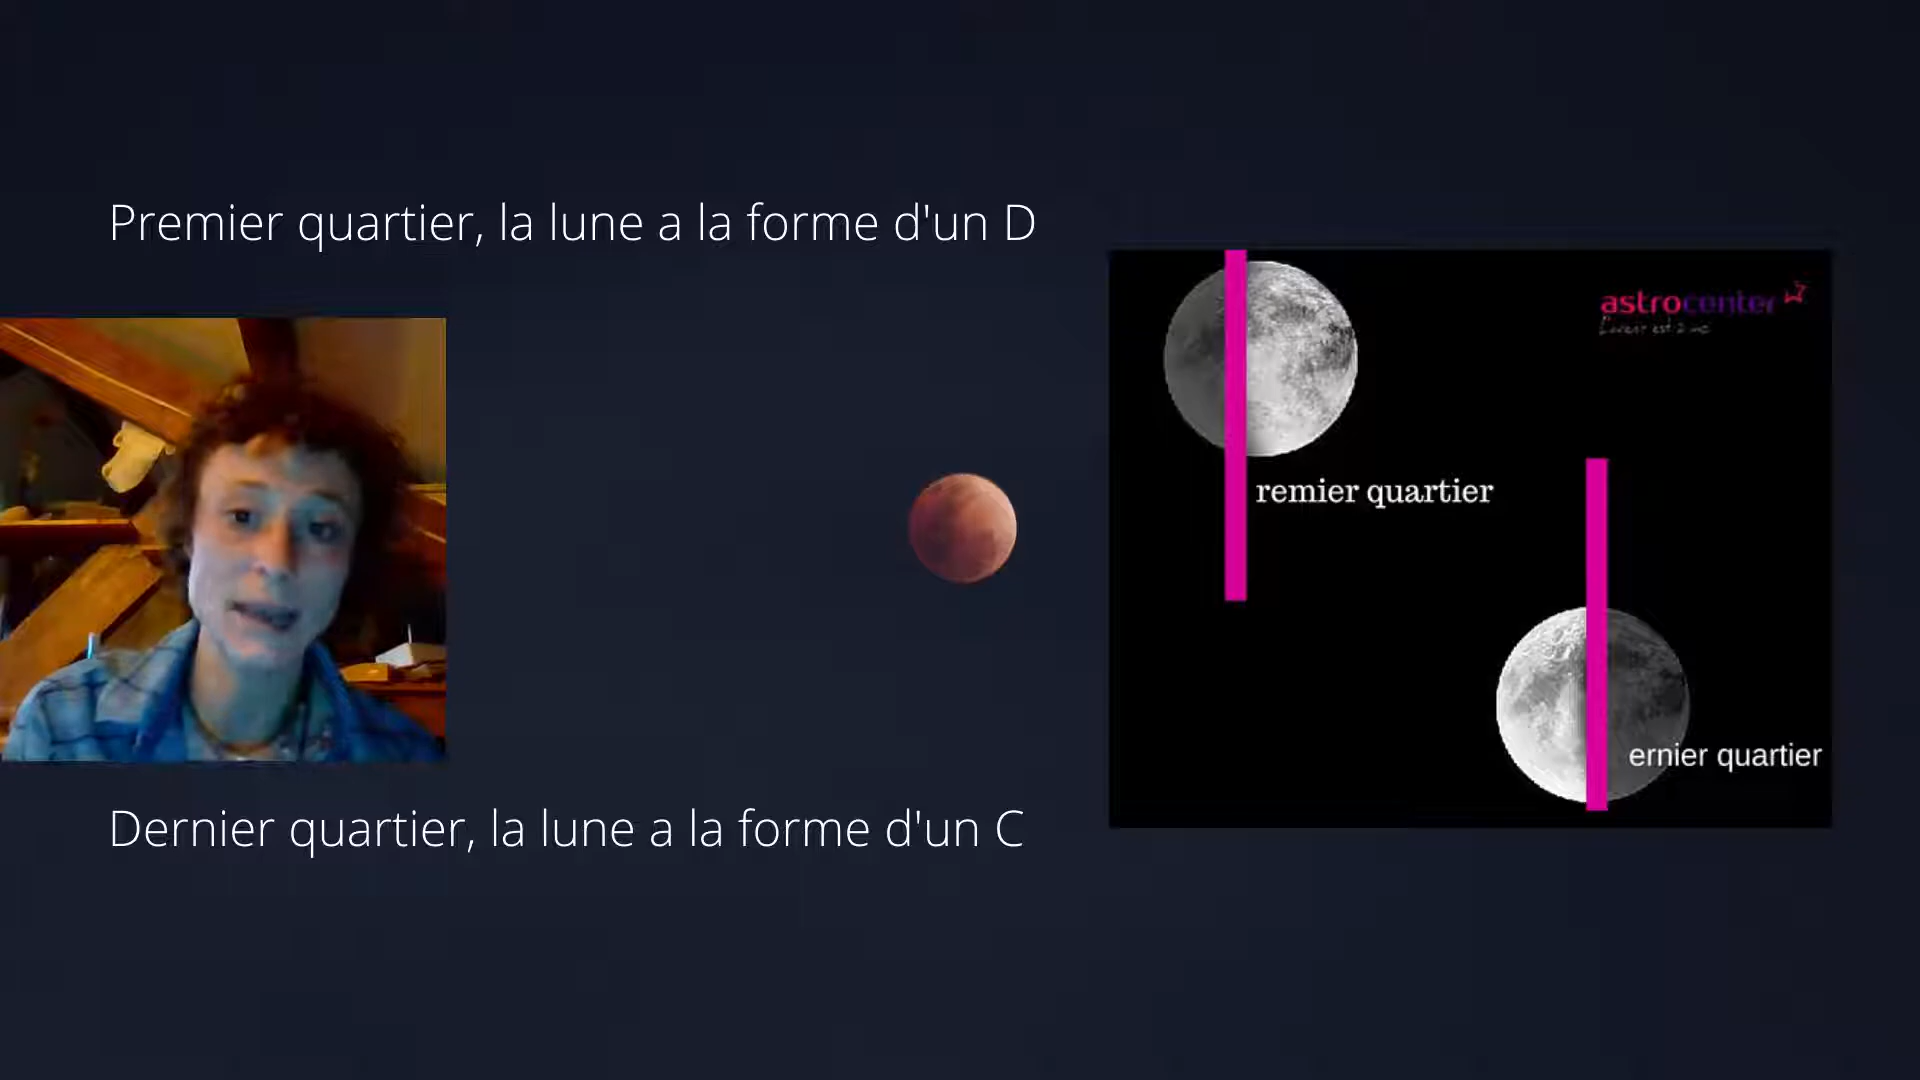 Premier quartier, la lune a la forme d'un D
astrocenter
remier quartier
ernier quartier
Dernier quartier, la lune a la forme d'un C